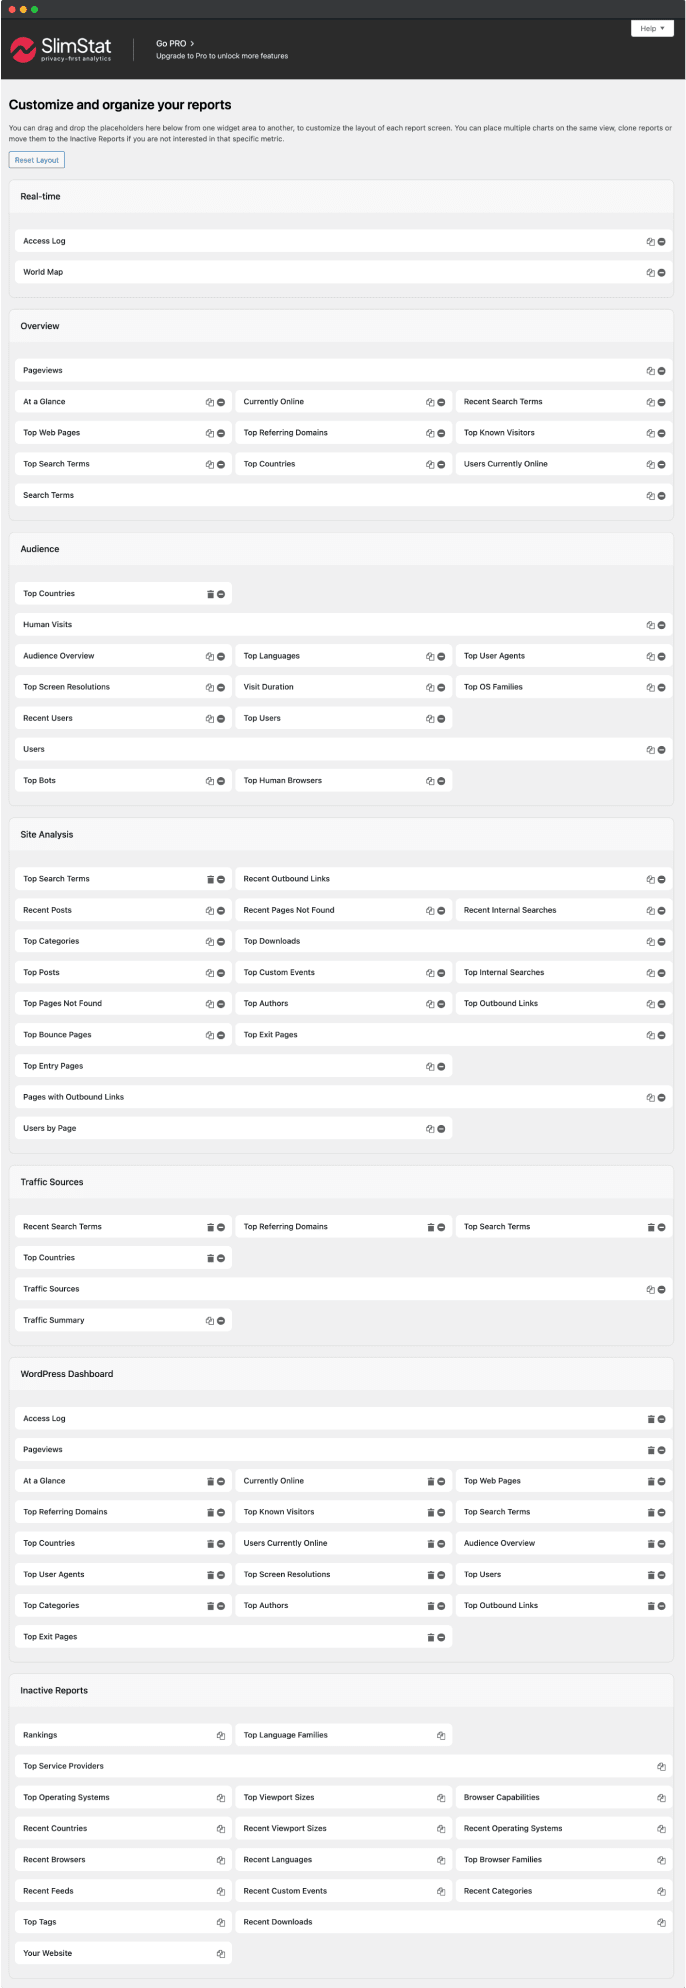 Help ▼
SlimStat
privacy-first analytics
Go PRO >
Upgrade to Pro to unlock more features
Customize and organize your reports
You can drag and drop the placeholders here below from one widget area to another, to customize the layout of each report screen. You can place multiple charts on the same view, clone reports or
move them to the Inactive Reports if you are not interested in that specific metric.
Reset Layout
Real-time
Access Log
World Map
Overview
Pageviews
At a Glance
Currently Online
Recent Search Terms
Top Web Pages
Top Referring Domains
Top Known Visitors
Top Search Terms
Top Countries
Users Currently Online
Search Terms
Audience
Top Countries
Human Visits
Audience Overview
Top Languages
Top User Agents
Top Screen Resolutions
Visit Duration
Top OS Families
Recent Users
Top Users
Users
Top Bots
Top Human Browsers
Site Analysis
Top Search Terms
Recent Outbound Links
Recent Posts
Recent Pages Not Found
Recent Internal Searches
Top Categories
Top Downloads
Top Posts
Top Custom Events
Top Internal Searches
Top Pages Not Found
Top Authors
Top Outbound Links
Top Bounce Pages
Top Exit Pages
Top Entry Pages
Pages with Outbound Links
Users by Page
Traffic Sources
Recent Search Terms
Top Referring Domains
Top Search Terms
Top Countries
Traffic Sources
Traffic Summary
WordPress Dashboard
Access Log
Pageviews
At a Glance
Currently Online
Top Web Pages
Top Referring Domains
Top Known Visitors
Top Search Terms
Top Countries
Users Currently Online
Audience Overview
Top User Agents
Top Screen Resolutions
Top Users
Top Categories
Top Authors
Top Outbound Links
Top Exit Pages
Inactive Reports
Rankings
Top Language Families
Top Service Providers
Top Operating Systems
Top Viewport Sizes
Browser Capabilities
Recent Countries
Recent Viewport Sizes
Recent Operating Systems
Recent Browsers
Recent Languages
Top Browser Families
Recent Feeds
Recent Custom Events
Recent Categories
Top Tags
Recent Downloads
Your Website